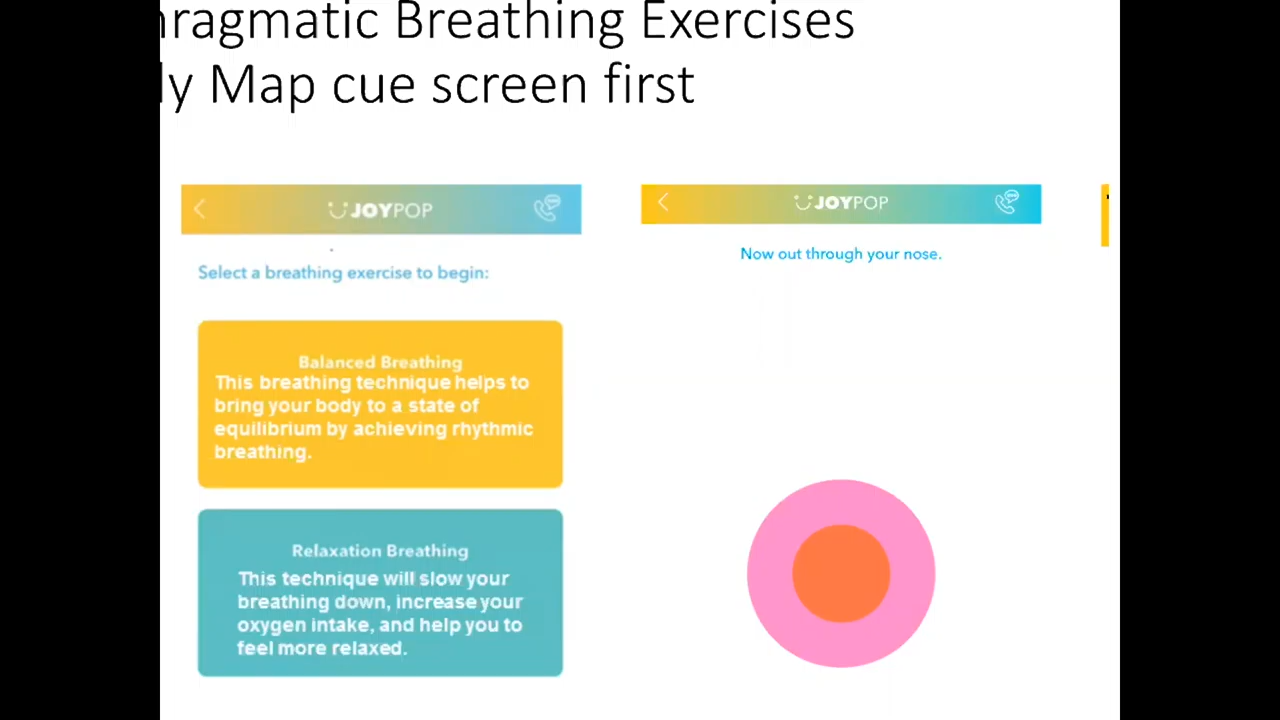 hragmatic Breathing Exercises
ly Map cue screen first
JOYPOP
Select a breathing exercise to begin:
Balanced Breathing
This breathing technique helps to
bring your body to a state of
equilibrium by achieving rhythmic
breathing.
Relaxation Breathing
This technique will slow your
breathing down, increase your
oxygen intake, and help you to
feel more relaxed.
JOYPOP
Now out through your nose.